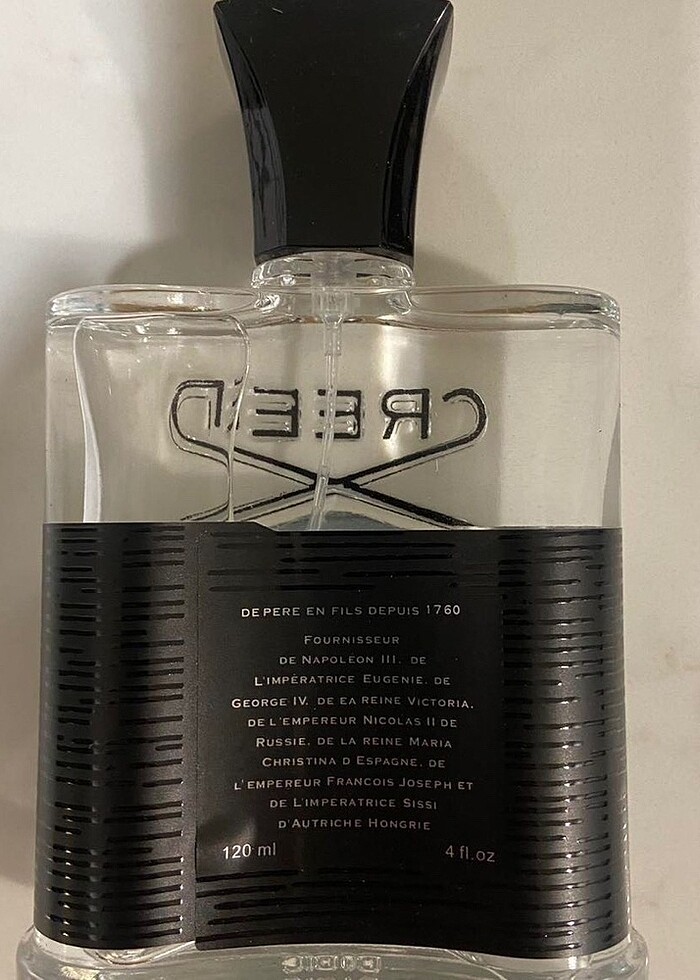 CREED
DE PERE EN FILS DEPUIS 1760
FOURNISSEUR
DE NAPOLÉON III. DE
L'IMPÉRATRICE EUGENIE. DE
GEORGE IV. DE EA REINE VICTORIA.
DE L'EMPEREUR NICOLAS II DE
RUSSIE. DE LA REINE MARIA
CHRISTINA D ESPAGNE. DE
L'EMPEREUR FRANCOIS JOSEPH ET
DE L'IMPERATRICE SISSI
D'AUTRICHE HONGRIE
120 ml 4 fl.oz